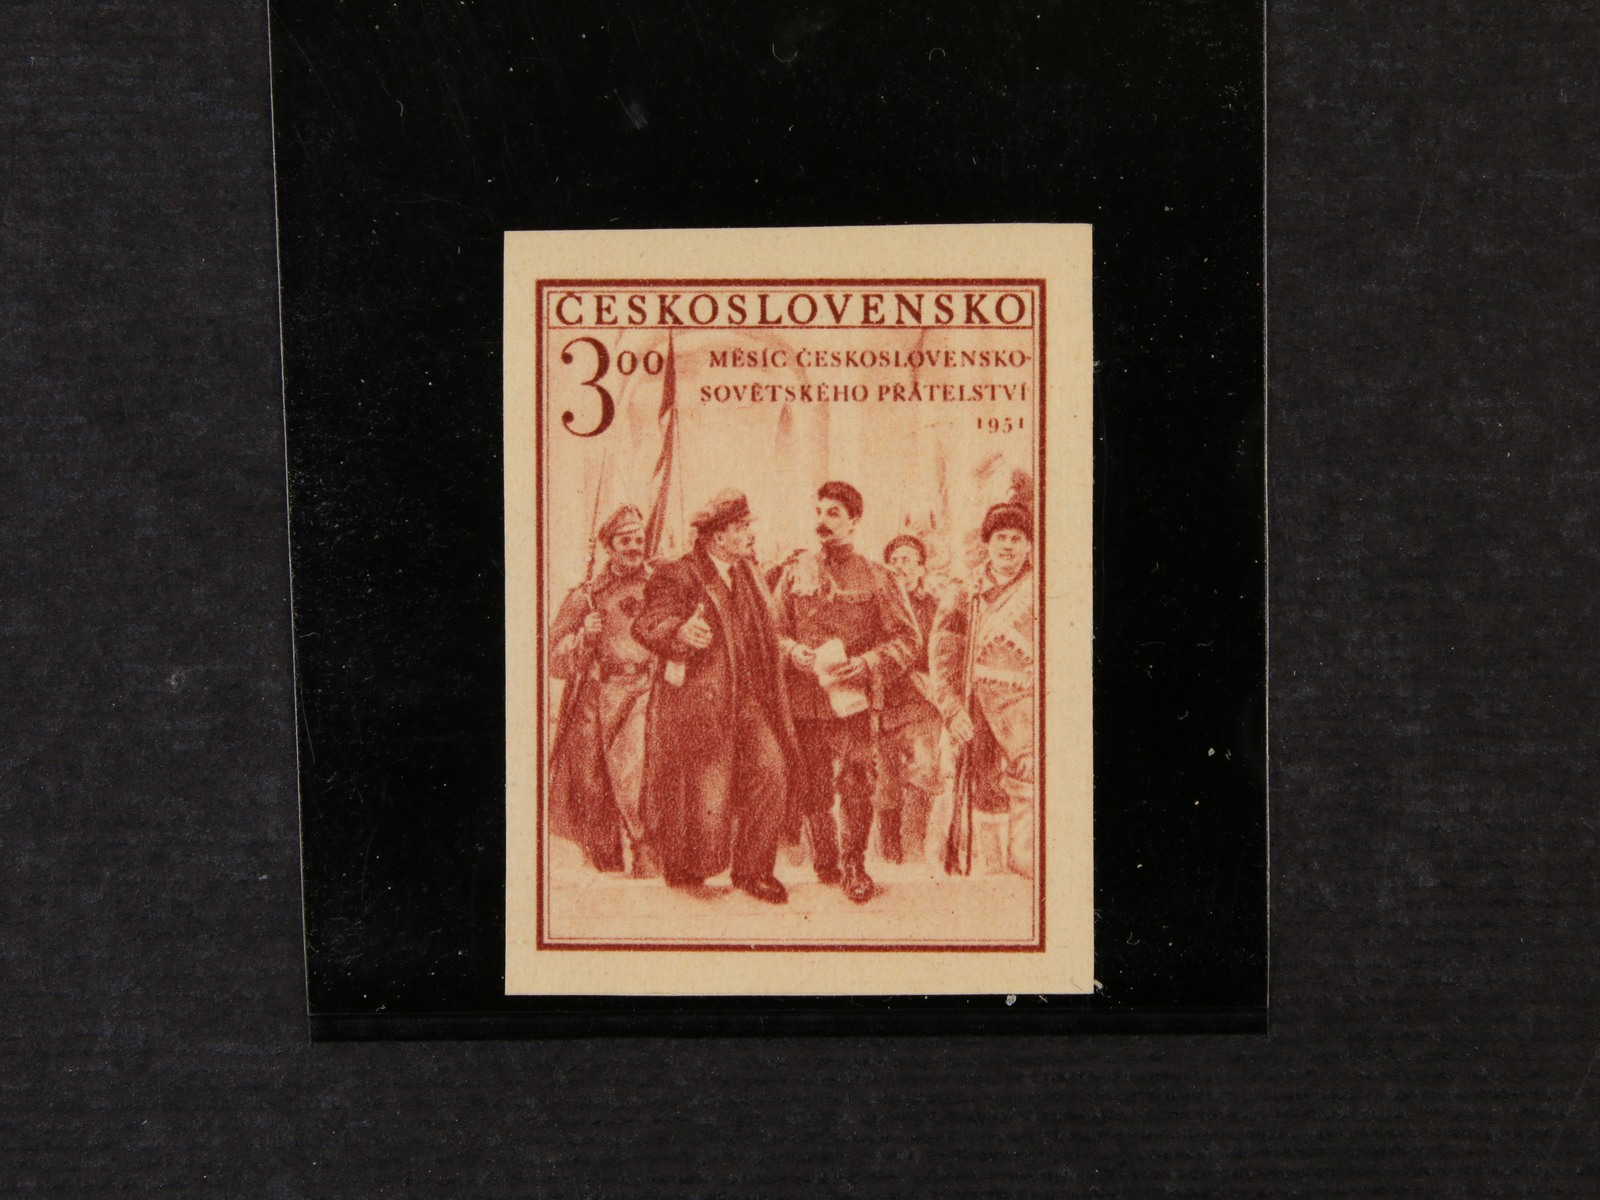 ČESKOSLOVENSKO
3⁰⁰
MĚSÍC ČESKOSLOVENSKO-
SOVĚTSKÉHO PŘÁTELSTVÍ
1951